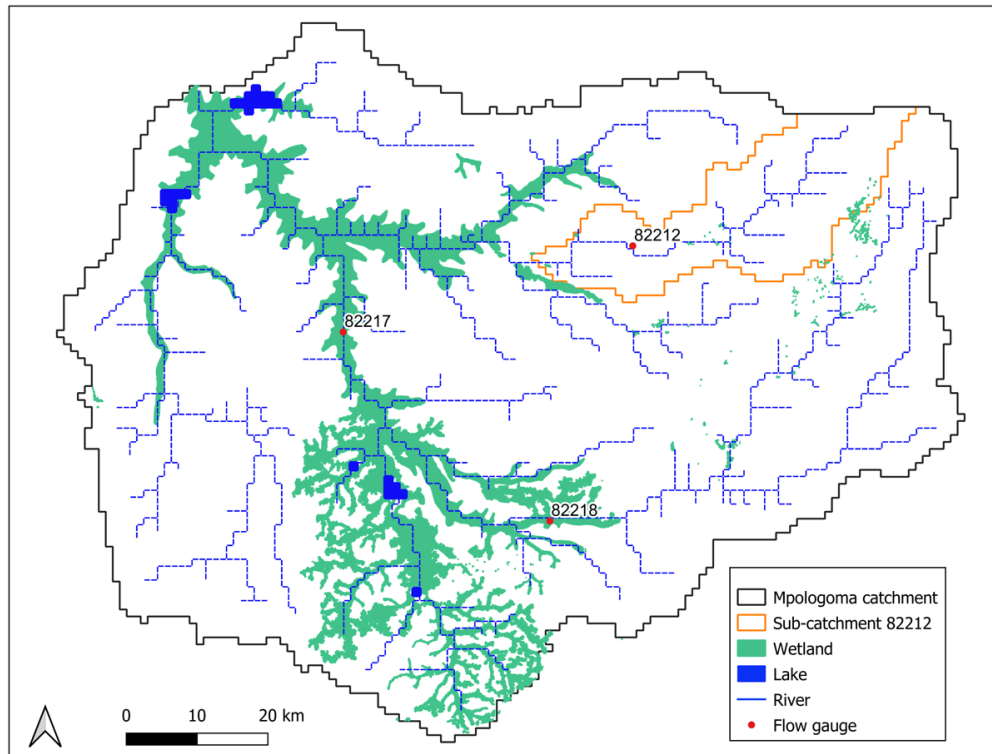 82212
82217
82218
Mpologoma catchment
Sub-catchment 82212
Wetland
Lake
River
Flow gauge
0 10 20 km